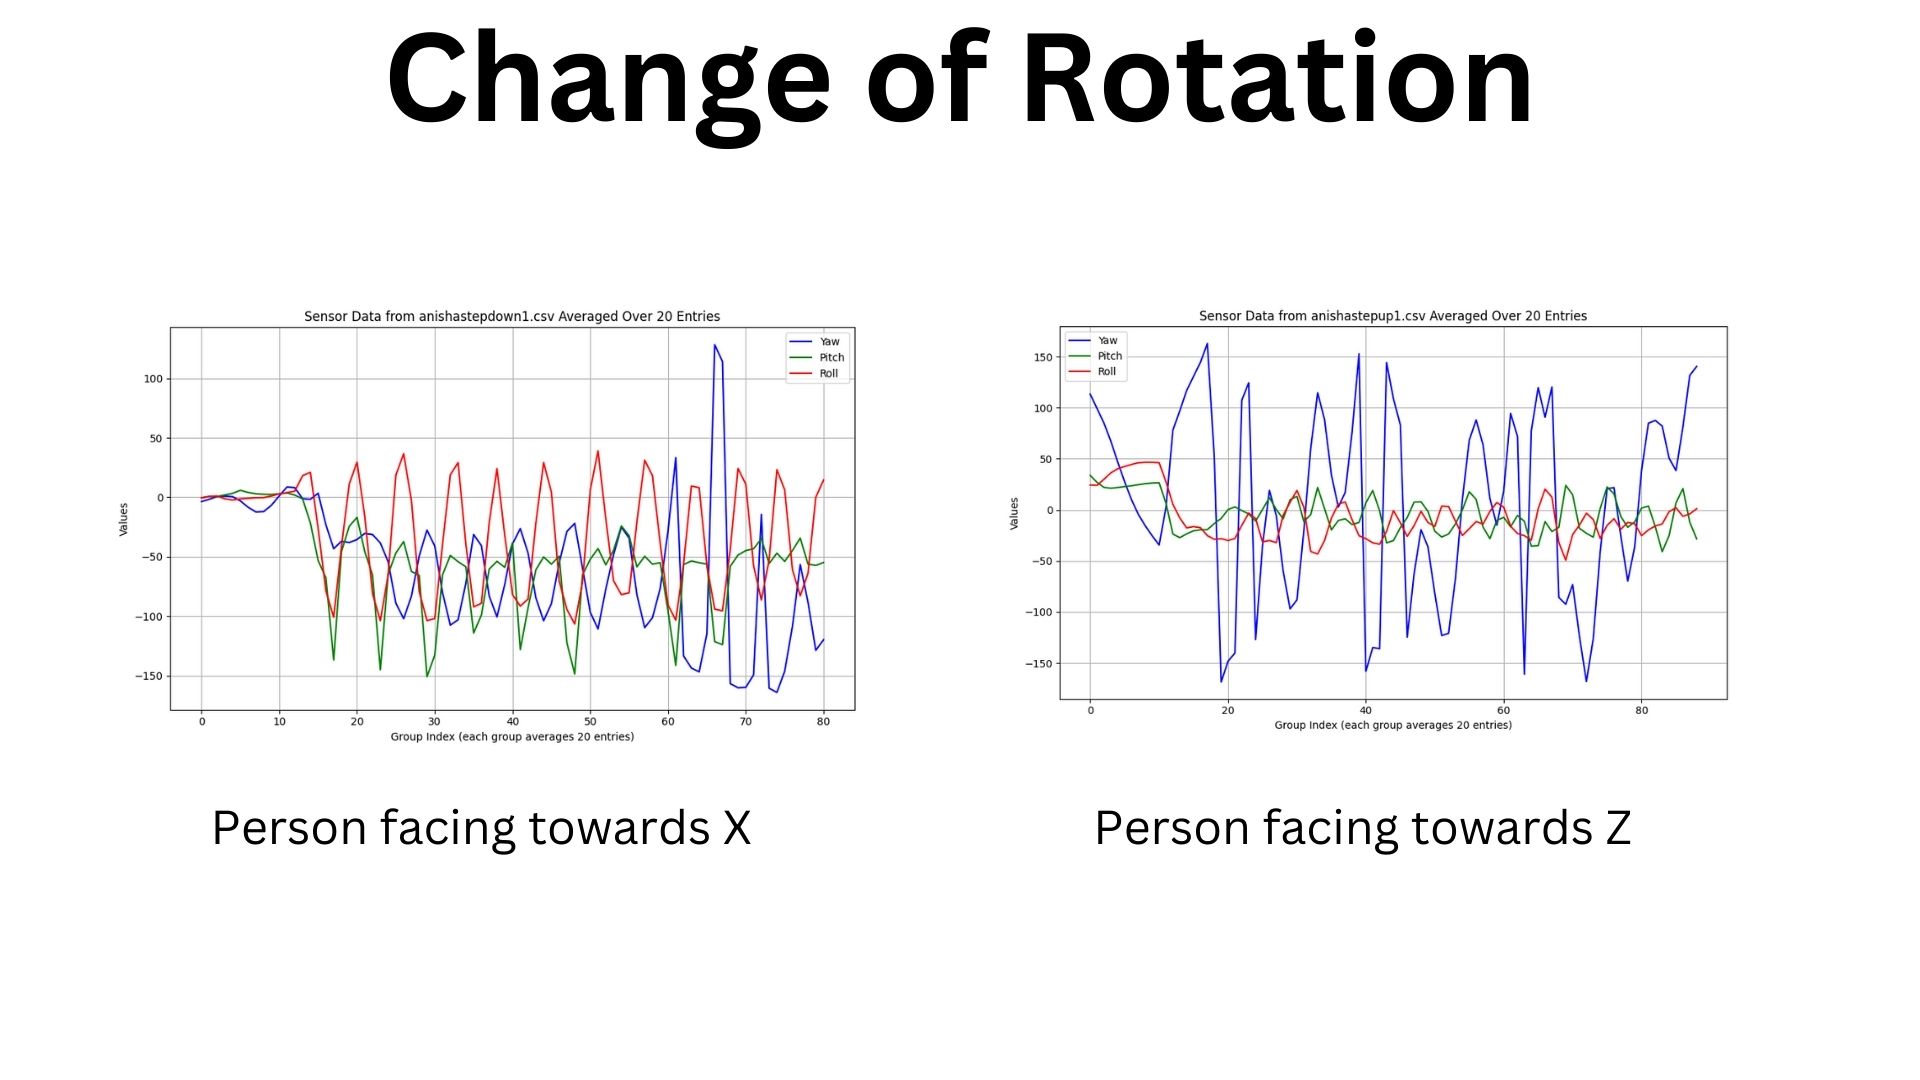 Change of Rotation
Sensor Data from anishastepdown1.csv Averaged Over 20 Entries
Yaw
Pitch
Roll
100
50
0
−50
−100
−150
Values
0 10 20 30 40 50 60 70 80
Group Index (each group averages 20 entries)
Person facing towards X
Sensor Data from anishastepup1.csv Averaged Over 20 Entries
Yaw
Pitch
Roll
150
100
50
0
−50
−100
−150
Values
0 20 40 60 80
Group Index (each group averages 20 entries)
Person facing towards Z